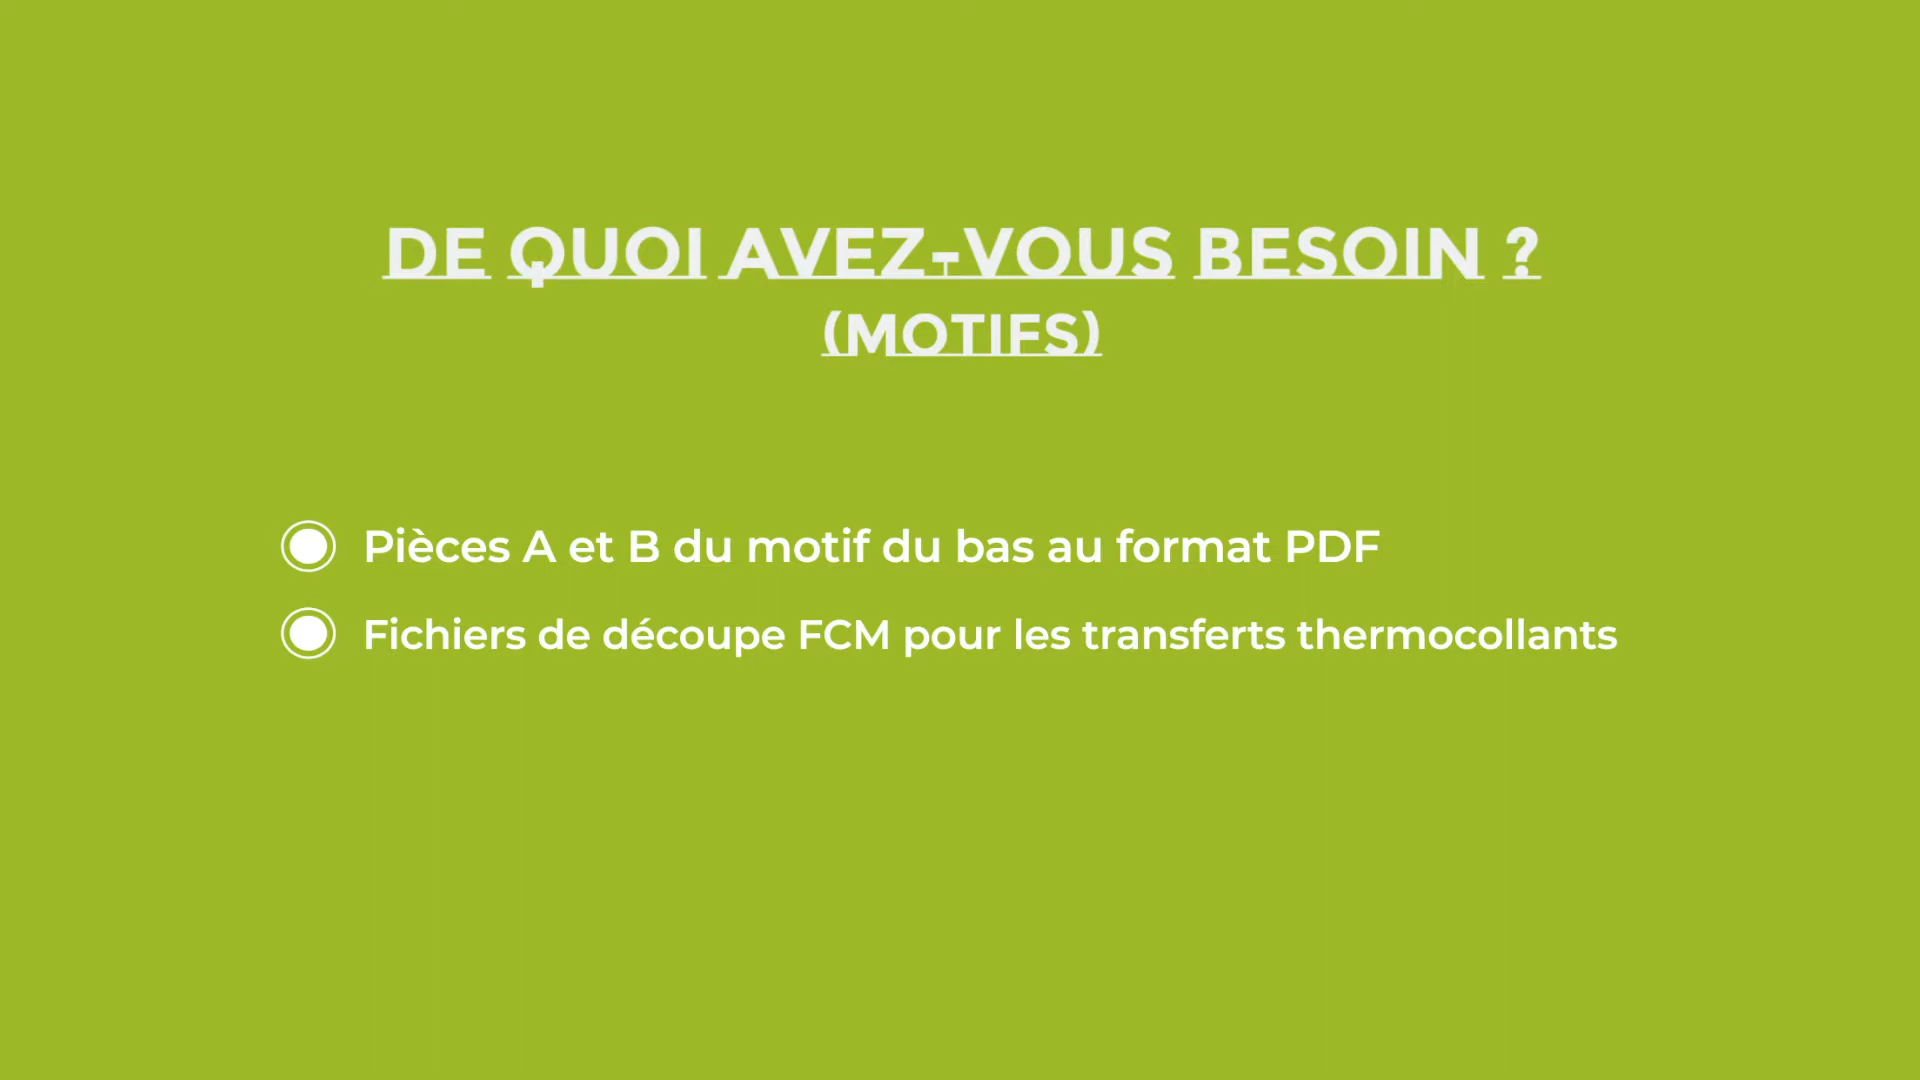 DE QUOI AVEZ-VOUS BESOIN ?
(MOTIFS)
Pièces A et B du motif du bas au format PDF
Fichiers de découpe FCM pour les transferts thermocollants